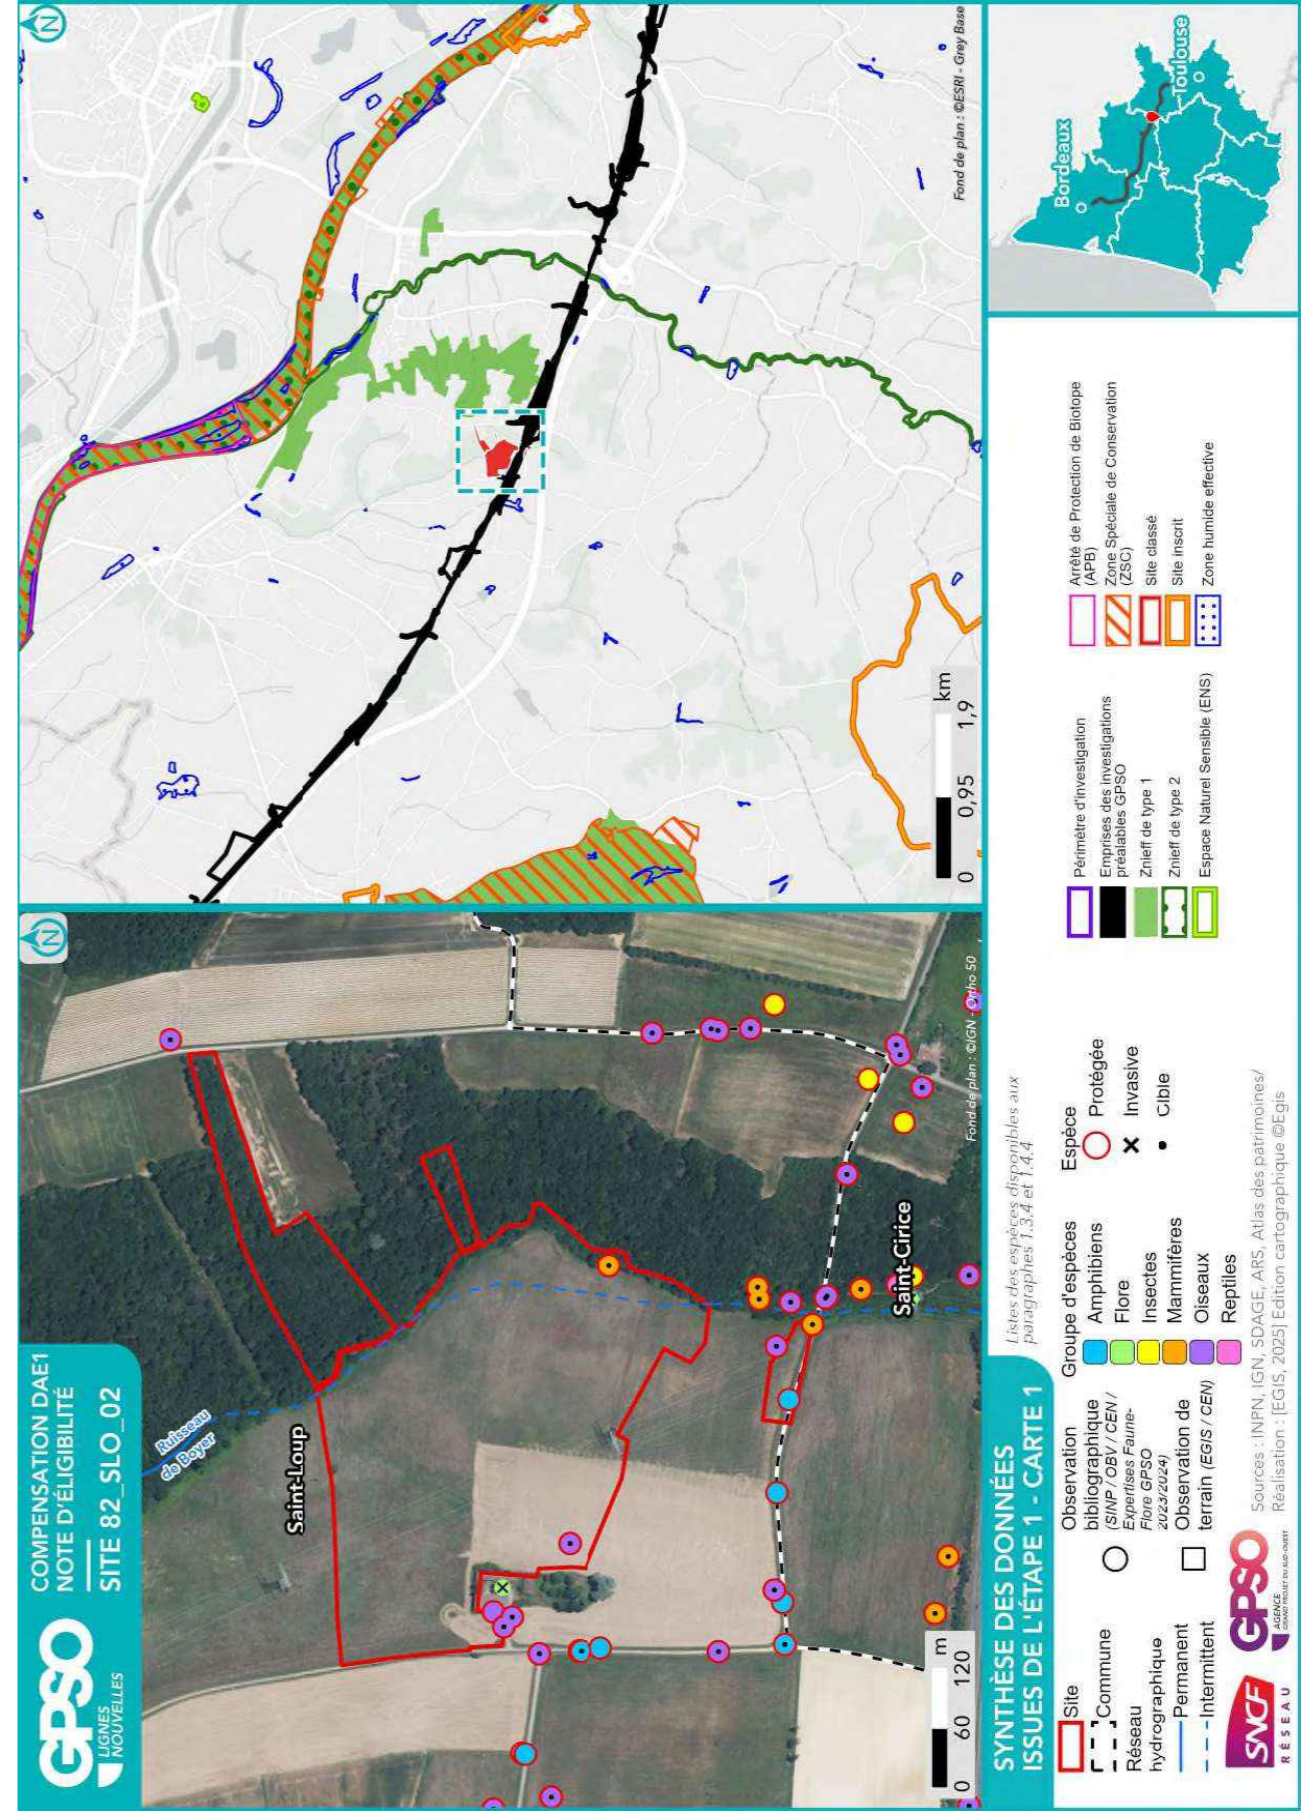 GPSO
LIGNES
NOUVELLES
COMPENSATION DAE1
NOTE D'ÉLIGIBILITÉ
SITE 82_SLO_02
N
Ruisseau
de Boyer
Saint-Loup
Saint-Cirice
0 60 120 m
Fond de plan : ©IGN - Ortho 50
N
0 0,95 1,9 km
Fond de plan : ©ESRI - Grey Base
SYNTHÈSE DES DONNÉES
ISSUES DE L'ÉTAPE 1 - CARTE 1
Listes des espèces disponibles aux
paragraphes 1.3.4 et 1.4.4
Site
Commune
Réseau
hydrographique
Permanent
Intermittent
Observation
bibliographique
(SINP / OBV / CEN /
Expertises Faune-
Flore GPSO
2023/2024)
Observation de
terrain (EGIS / CEN)
Groupe d'espèces
Amphibiens
Flore
Insectes
Mammifères
Oiseaux
Reptiles
Espèce
Protégée
Invasive
Cible
Périmètre d'investigation
Emprises des investigations
préalables GPSO
Znieff de type 1
Znieff de type 2
Espace Naturel Sensible (ENS)
Arrêté de Protection de Biotope
(APB)
Zone Spéciale de Conservation
(ZSC)
Site classé
Site inscrit
Zone humide effective
Bordeaux
Toulouse
SNCF
RÉSEAU
GPSO
AGENCE
GRAND PROJET DU SUD-OUEST
Sources : INPN, IGN, SDAGE, ARS, Atlas des patrimoines/
Réalisation : [EGIS, 2025] Edition cartographique ©Egis